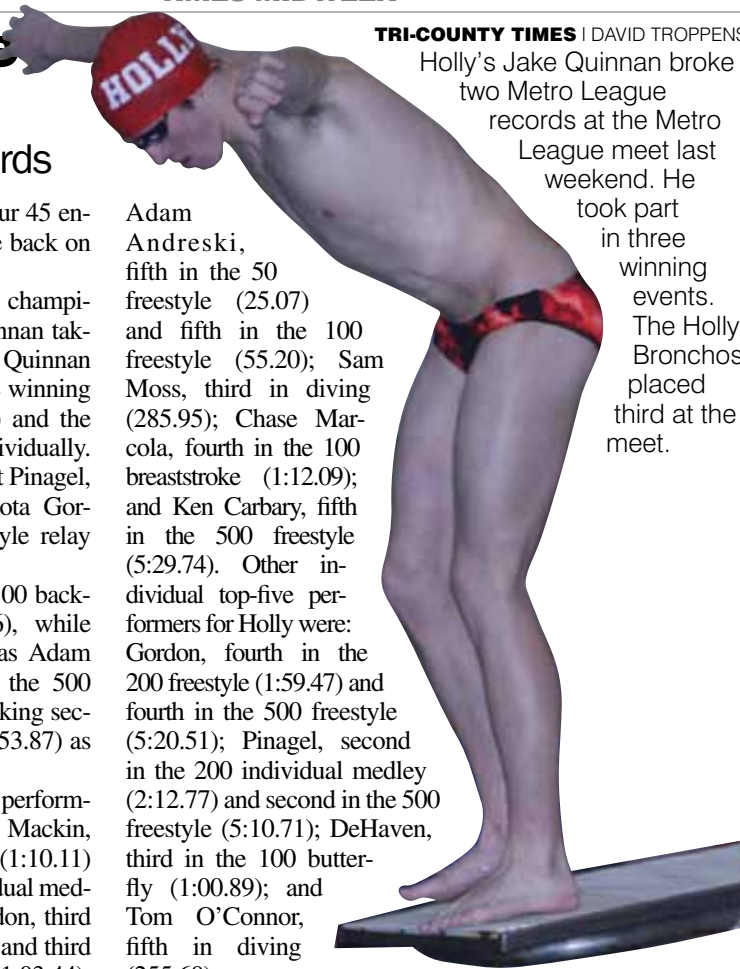 TRI-COUNTY TIMES | DAVID TROPPENS
Holly's Jake Quinnan broke
two Metro League
records at the Metro
League meet last
weekend. He
took part
in three
winning
events.
The Holly
Bronchos
placed
third at the
meet.
HOLLY
rds
ur 45 en-
e back on
champi-
nnan tak-
Quinnan
winning
) and the
ividually.
t Pinagel,
ota Gor-
yle relay
00 back-
6), while
as Adam
the 500
king sec-
53.87) as
perform-
Mackin,
(1:10.11)
dual med-
don, third
and third
Adam
Andreski,
fifth in the 50
freestyle (25.07)
and fifth in the 100
freestyle (55.20); Sam
Moss, third in diving
(285.95); Chase Mar-
cola, fourth in the 100
breaststroke (1:12.09);
and Ken Carbary, fifth
in the 500 freestyle
(5:29.74). Other in-
dividual top-five per-
formers for Holly were:
Gordon, fourth in the
200 freestyle (1:59.47) and
fourth in the 500 freestyle
(5:20.51); Pinagel, second
in the 200 individual medley
(2:12.77) and second in the 500
freestyle (5:10.71); DeHaven,
third in the 100 butter-
fly (1:00.89); and
Tom O'Connor,
fifth in diving